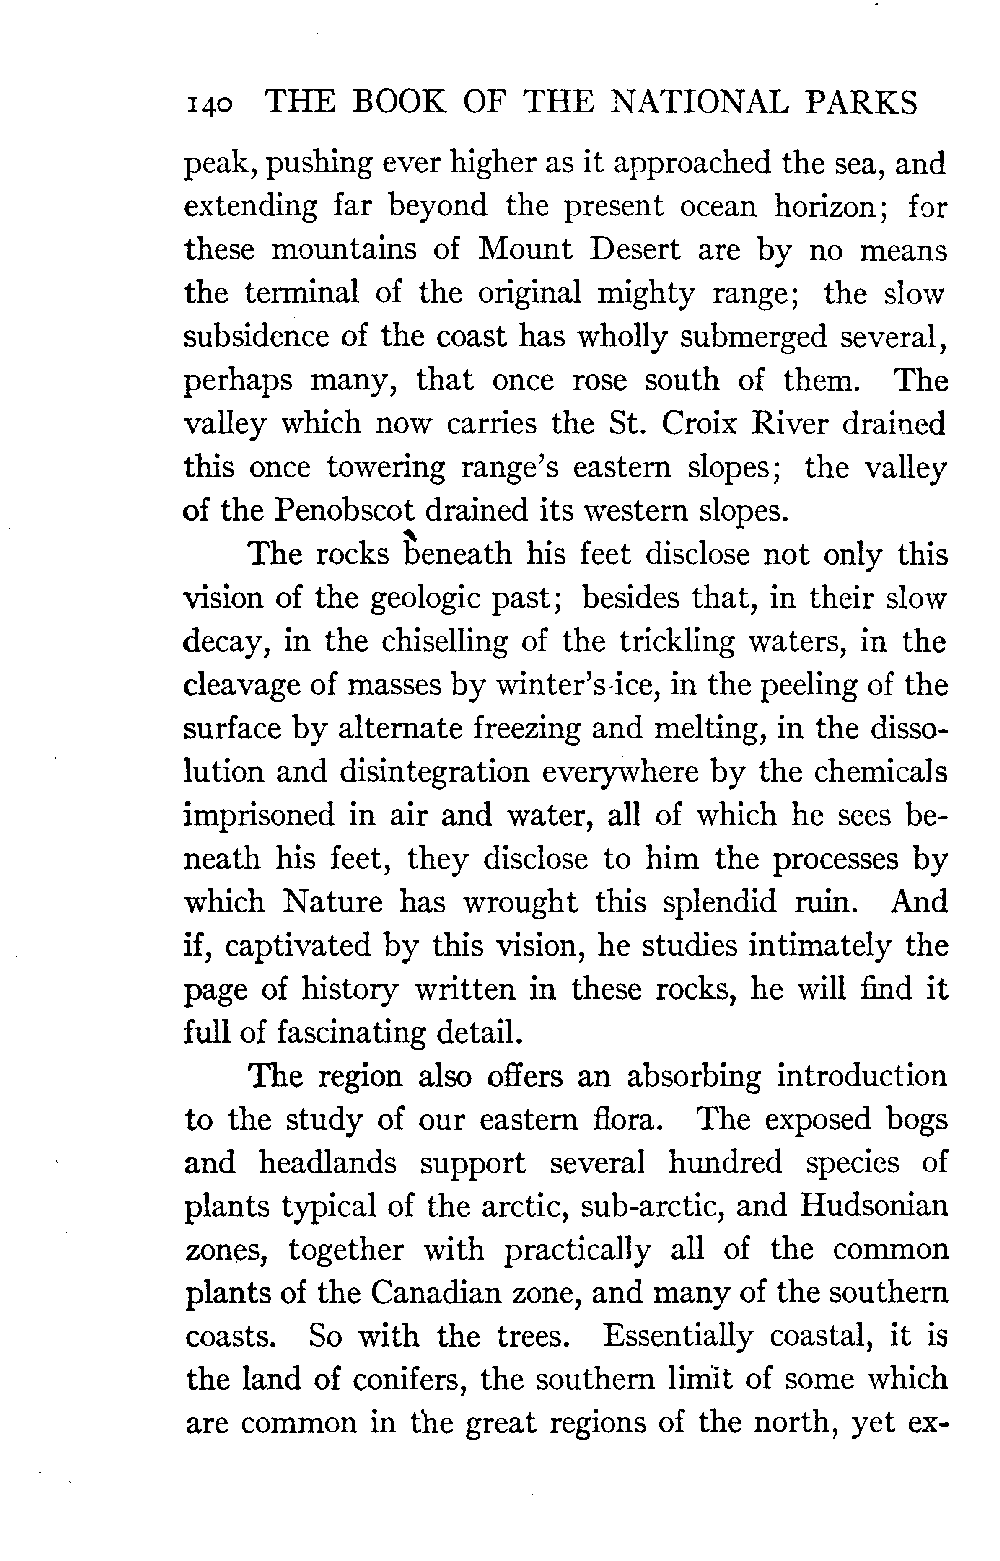 140 THE BOOK OF THE NATIONAL PARKS
peak, pushing ever higher as it approached the sea, and
extending far beyond the present ocean horizon; for
these mountains of Mount Desert are by no means
the terminal of the original mighty range; the slow
subsidence of the coast has wholly submerged several,
perhaps many, that once rose south of them. The
valley which now carries the St. Croix River drained
this once towering range's eastern slopes; the valley
of the Penobscot drained its western slopes.
The rocks beneath his feet disclose not only this
vision of the geologic past; besides that, in their slow
decay, in the chiselling of the trickling waters, in the
cleavage of masses by winter's ice, in the peeling of the
surface by alternate freezing and melting, in the disso-
lution and disintegration everywhere by the chemicals
imprisoned in air and water, all of which he sees be-
neath his feet, they disclose to him the processes by
which Nature has wrought this splendid ruin. And
if, captivated by this vision, he studies intimately the
page of history written in these rocks, he will find it
full of fascinating detail.
The region also offers an absorbing introduction
to the study of our eastern flora. The exposed bogs
and headlands support several hundred species of
plants typical of the arctic, sub-arctic, and Hudsonian
zones, together with practically all of the common
plants of the Canadian zone, and many of the southern
coasts. So with the trees. Essentially coastal, it is
the land of conifers, the southern limit of some which
are common in the great regions of the north, yet ex-